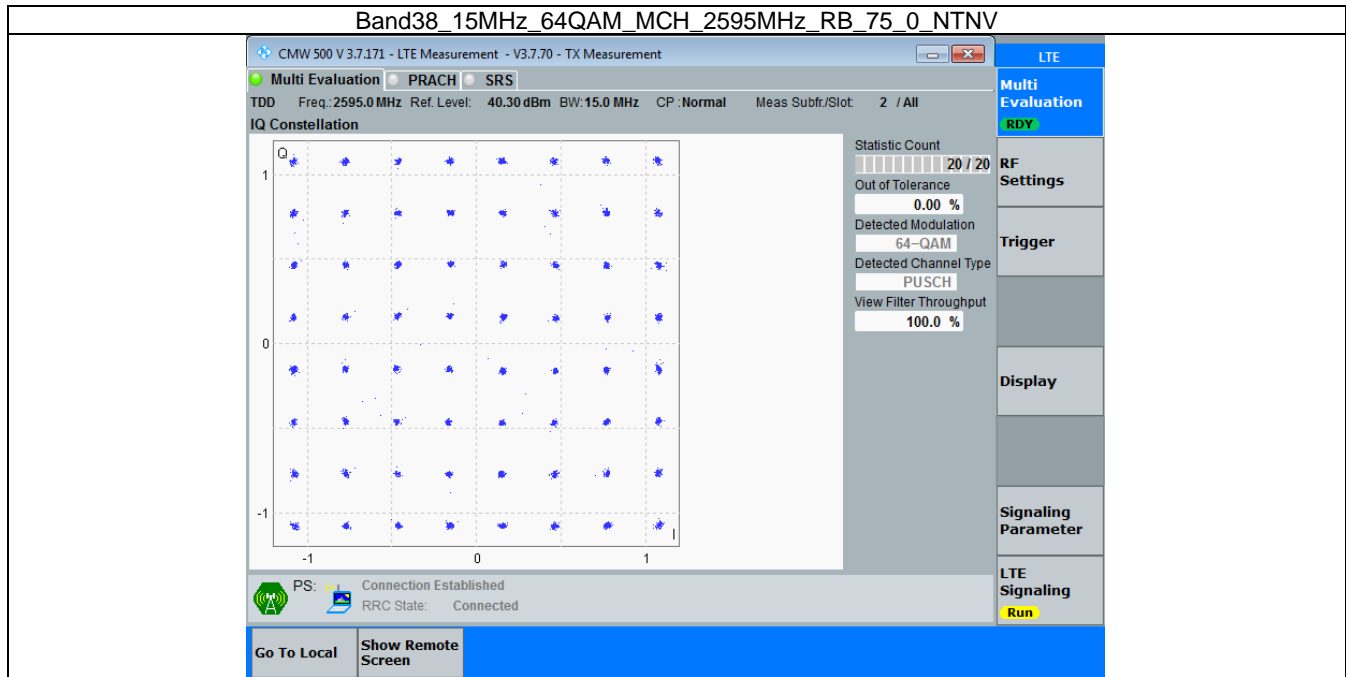 Band38_15MHz_64QAM_MCH_2595MHz_RB_75_0_NTNV
CMW 500 V 3.7.171 - LTE Measurement - V3.7.70 - TX Measurement
LTE
Multi Evaluation PRACH SRS
Multi
Evaluation
RDY
TDD Freq.: 2595.0 MHz Ref. Level: 40.30 dBm BW: 15.0 MHz CP : Normal Meas Subfr./Slot: 2 / All
IQ Constellation
Q
1
0
-1
-1 0 1
I
Statistic Count
20 / 20
Out of Tolerance
0.00 %
Detected Modulation
64-QAM
Detected Channel Type
PUSCH
View Filter Throughput
100.0 %
RF
Settings
Trigger
Display
Signaling
Parameter
LTE
Signaling
Run
PS: Connection Established
RRC State: Connected
Go To Local
Show Remote
Screen